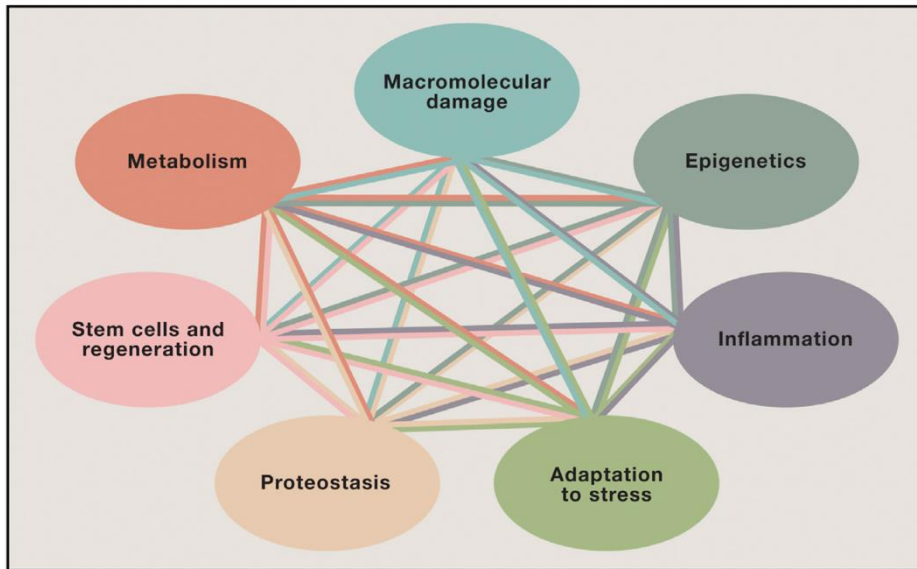 Macromolecular
damage
Metabolism
Epigenetics
Stem cells and
regeneration
Inflammation
Proteostasis
Adaptation
to stress